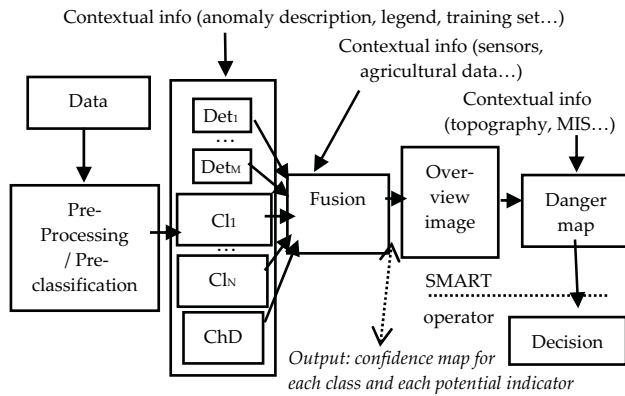 Contextual info (anomaly description, legend, training set…)
Contextual info (sensors,
agricultural data…)
Data
Contextual info
(topography, MIS…)
Det1
…
DetM
Pre-
Processing
/ Pre-
classification
Cl1
…
ClN
ChD
Fusion
Over-
view
image
Danger
map
SMART
operator
Decision
Output: confidence map for
each class and each potential indicator